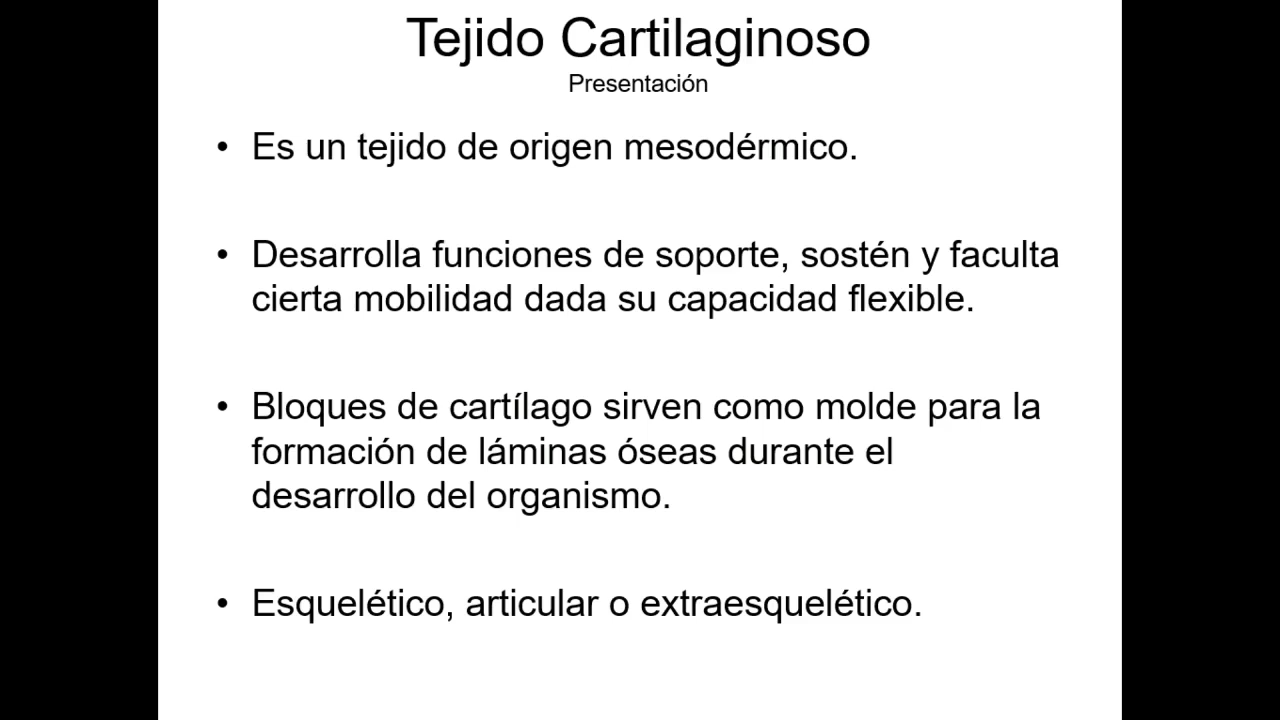 Tejido Cartilaginoso
Presentación
• Es un tejido de origen mesodérmico.
• Desarrolla funciones de soporte, sostén y faculta
cierta mobilidad dada su capacidad flexible.
• Bloques de cartílago sirven como molde para la
formación de láminas óseas durante el
desarrollo del organismo.
• Esquelético, articular o extraesquelético.